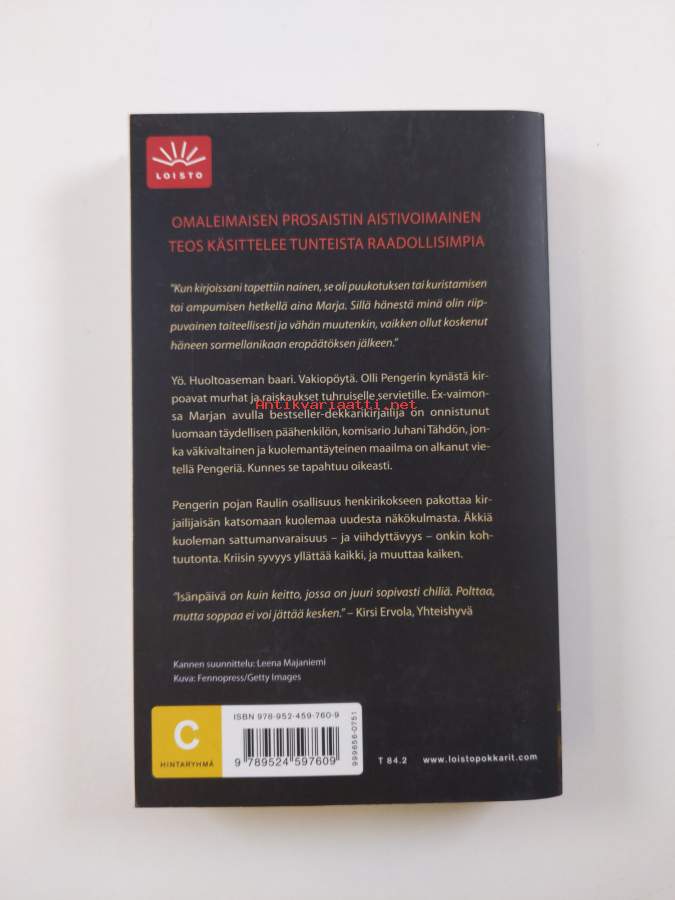 LOISTO
OMALEIMAISEN PROSAISTIN AISTIVOIMAINEN
TEOS KÄSITTELEE TUNTEISTA RAADOLLISIMPIA
"Kun kirjoissani tapettiin nainen, se oli puukotuksen tai kuristamisen
tai ampumisen hetkellä aina Marja. Sillä hänestä minä olin riip-
puvainen taiteellisesti ja vähän muutenkin, vaikken ollut koskenut
häneen sormellanikaan eropäätöksen jälkeen."
Yö. Huoltoaseman baari. Vakiopöytä. Olli Pengerin kynästä kir-
poavat murhat ja raiskaukset tuhruiselle servietille. Ex-vaimon-
Antikvariaatti.net
sa Marjan avulla bestseller-dekkarikirjailija on onnistunut
luomaan täydellisen päähenkilön, komisario Juhani Tähdön, jon-
ka väkivaltainen ja kuolemantäyteinen maailma on alkanut vie-
tellä Pengeriä. Kunnes se tapahtuu oikeasti.
Pengerin pojan Raulin osallisuus henkirikokseen pakottaa kir-
jailijaisän katsomaan kuolemaa uudesta näkökulmasta. Äkkiä
kuoleman sattumanvaraisuus – ja viihdyttävyys – onkin koh-
tuutonta. Kriisin syvyys yllättää kaikki, ja muuttaa kaiken.
"Isänpäivä on kuin keitto, jossa on juuri sopivasti chiliä. Polttaa,
mutta soppaa ei voi jättää kesken." – Kirsi Ervola, Yhteishyvä
Kannen suunnittelu: Leena Majaniemi
Kuva: Fennopress/Getty Images
C
HINTARYHMÄ
ISBN 978-952-459-760-9
9 789524 597609
999656-0751
T 84.2
www.loistopokkarit.com